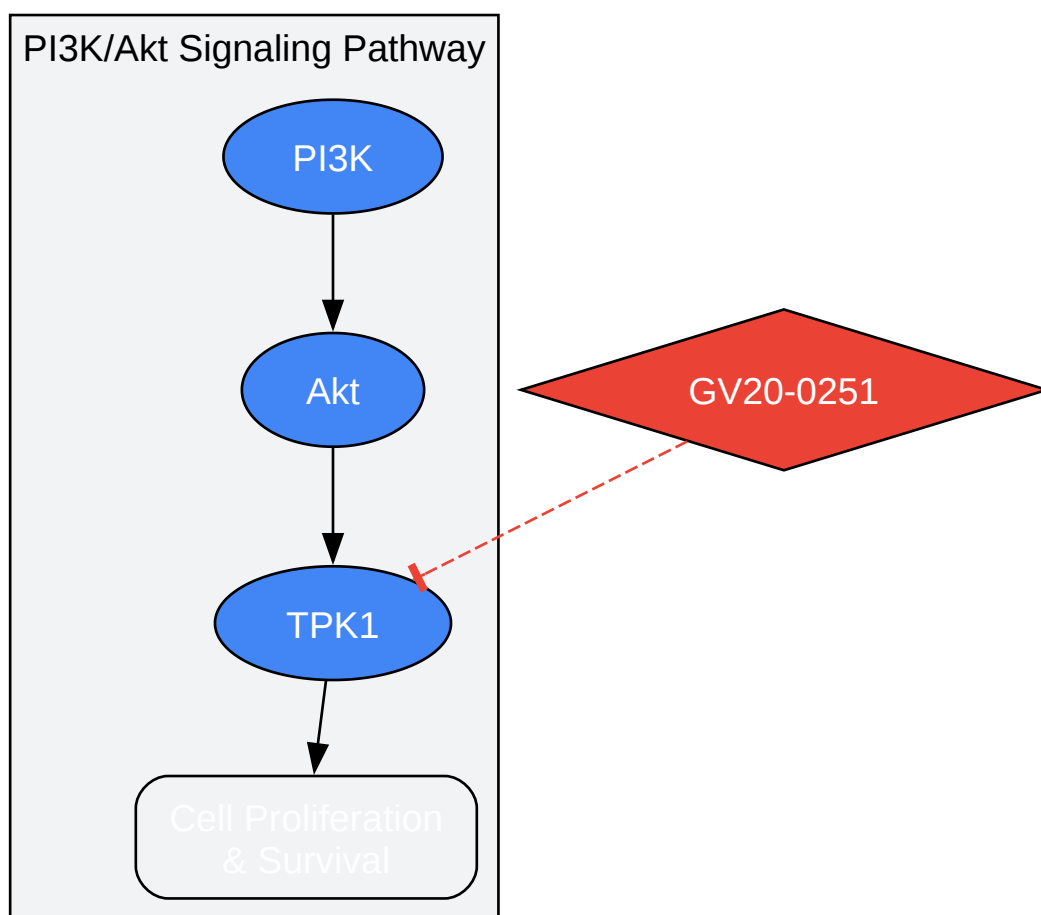 PI3K/Akt Signaling Pathway
PI3K
Akt
GV20-0251
TPK1
Cell Proliferation
& Survival